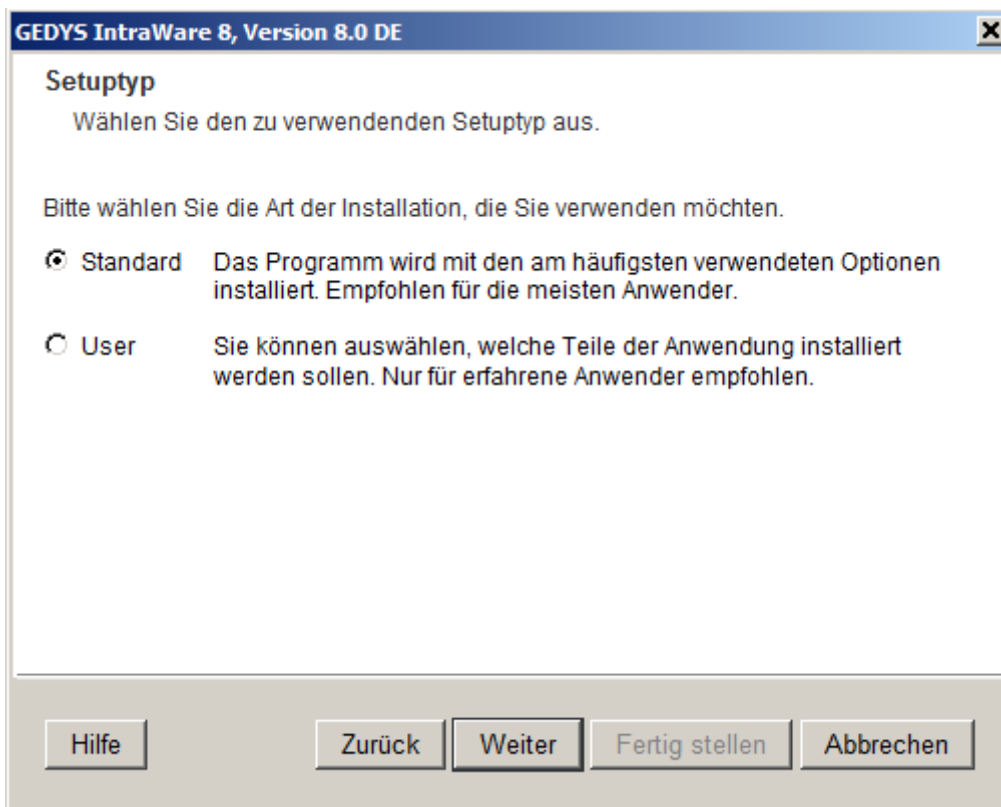 GEDYS IntraWare 8, Version 8.0 DE
Setuptyp
Wählen Sie den zu verwendenden Setuptyp aus.
Bitte wählen Sie die Art der Installation, die Sie verwenden möchten.
Standard Das Programm wird mit den am häufigsten verwendeten Optionen
installiert. Empfohlen für die meisten Anwender.
User Sie können auswählen, welche Teile der Anwendung installiert
werden sollen. Nur für erfahrene Anwender empfohlen.
Hilfe Zurück Weiter Fertig stellen Abbrechen